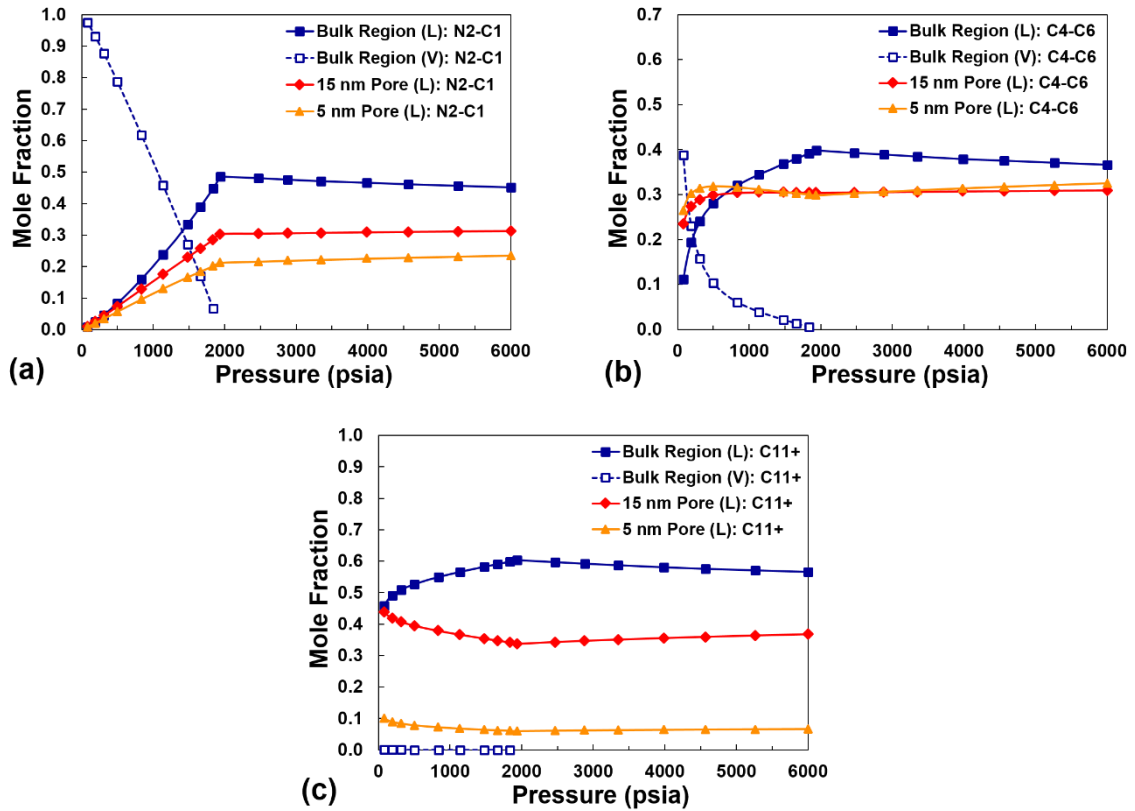 1.0
0.9
0.8
0.7
0.6
0.5
0.4
0.3
0.2
0.1
0.0
Mole Fraction
Bulk Region (L): N2-C1
Bulk Region (V): N2-C1
15 nm Pore (L): N2-C1
5 nm Pore (L): N2-C1
0 1000 2000 3000 4000 5000 6000
Pressure (psia)
(a)
0.7
0.6
0.5
0.4
0.3
0.2
0.1
0.0
Mole Fraction
Bulk Region (L): C4-C6
Bulk Region (V): C4-C6
15 nm Pore (L): C4-C6
5 nm Pore (L): C4-C6
0 1000 2000 3000 4000 5000 6000
Pressure (psia)
(b)
1.0
0.9
0.8
0.7
0.6
0.5
0.4
0.3
0.2
0.1
0.0
Mole Fraction
Bulk Region (L): C11+
Bulk Region (V): C11+
15 nm Pore (L): C11+
5 nm Pore (L): C11+
0 1000 2000 3000 4000 5000 6000
Pressure (psia)
(c)